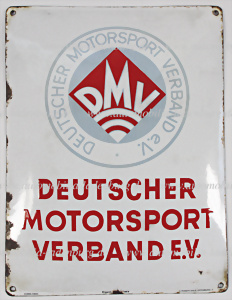 DEUTSCHER MOTORSPORT VERBAND e.V.
DMV
DEUTSCHER
MOTORSPORT
VERBAND E.V.